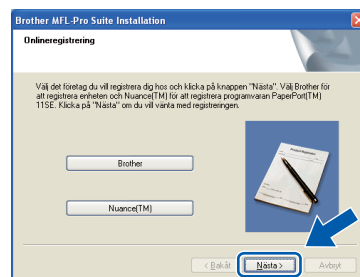 Brother MFL-Pro Suite Installation
Onlineregistrering
Välj det företag du vill registrera dig hos och klicka på knappen "Nästa". Välj Brother för
att registrera enheten och Nuance(TM) för att registrera programvaran PaperPort(TM)
11SE. Klicka på "Nästa" om du vill vänta med registreringen.
Brother
Nuance(TM)
< Bakåt Nästa > Avbryt